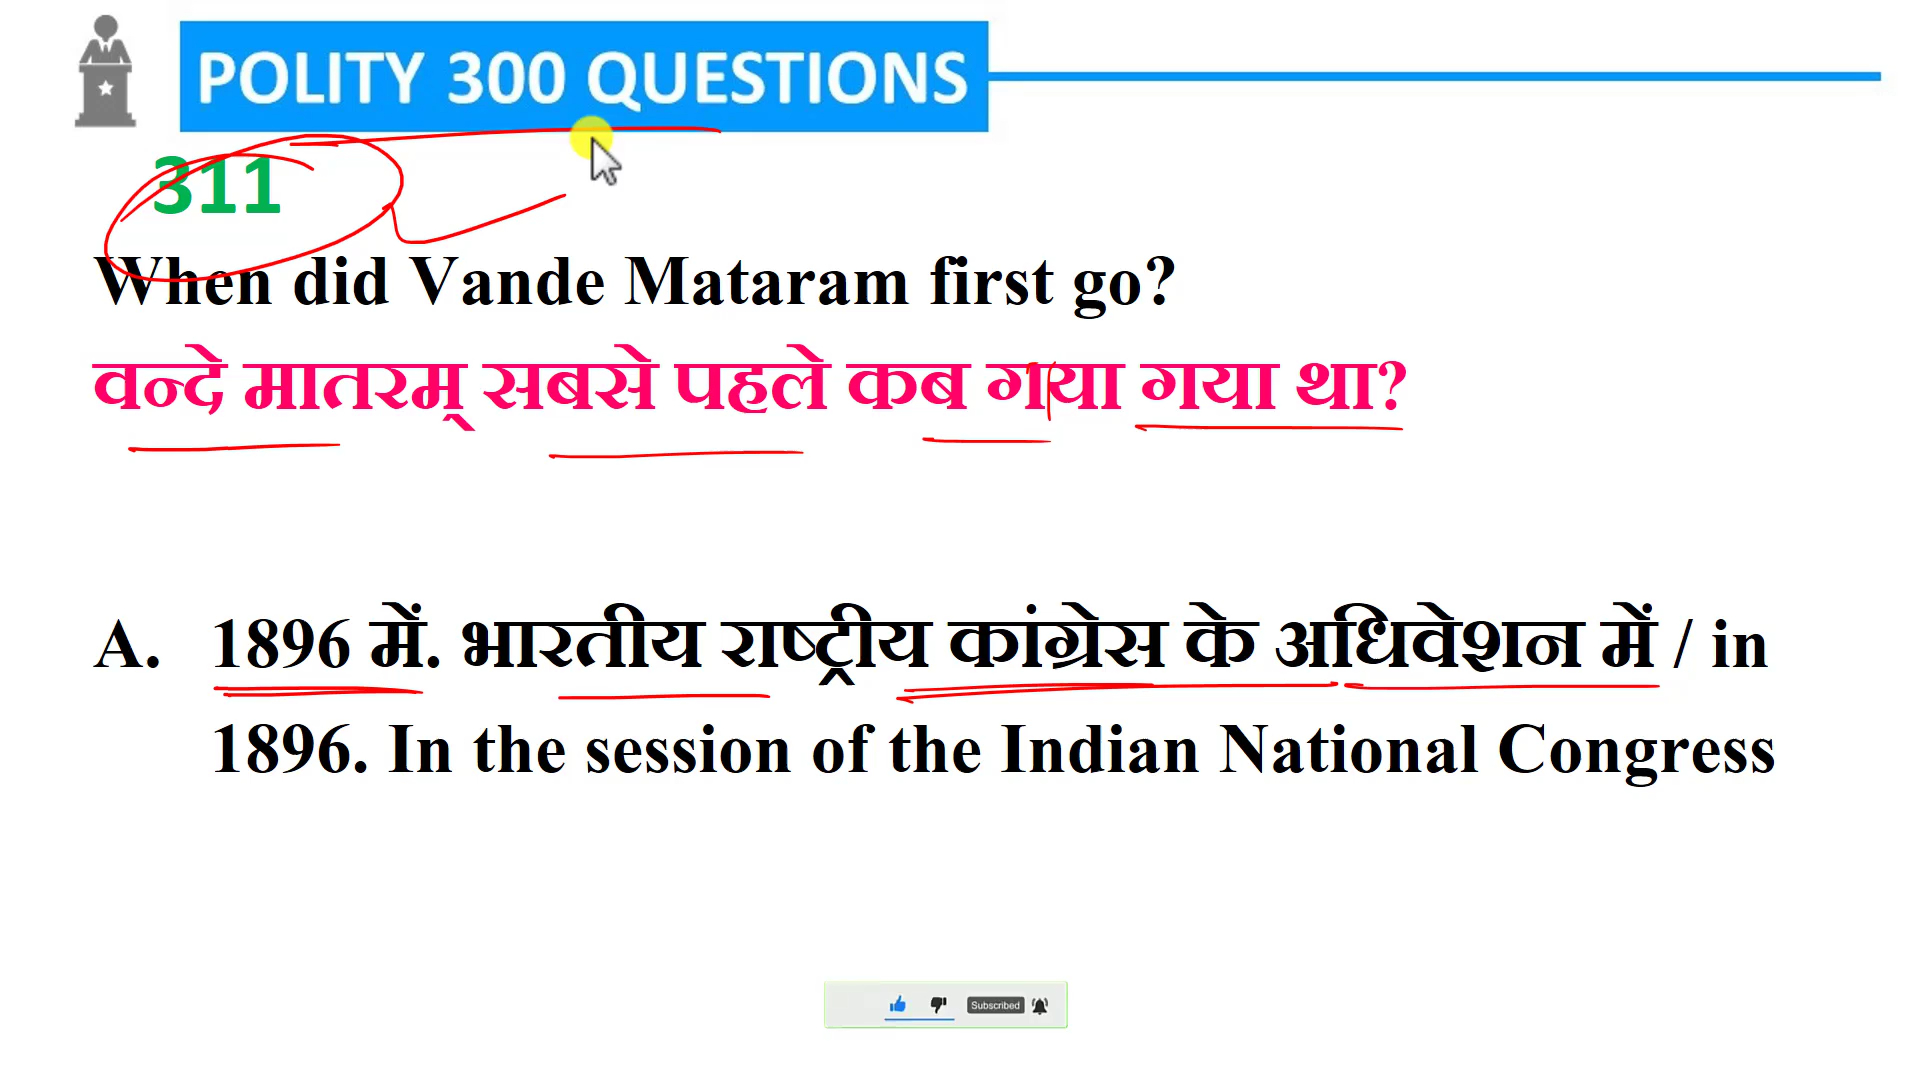 POLITY 300 QUESTIONS
311
When did Vande Mataram first go?
वन्दे मातरम् सबसे पहले कब गया गया था?
A. 1896 में. भारतीय राष्ट्रीय कांग्रेस के अधिवेशन में / in
1896. In the session of the Indian National Congress
Subscribed